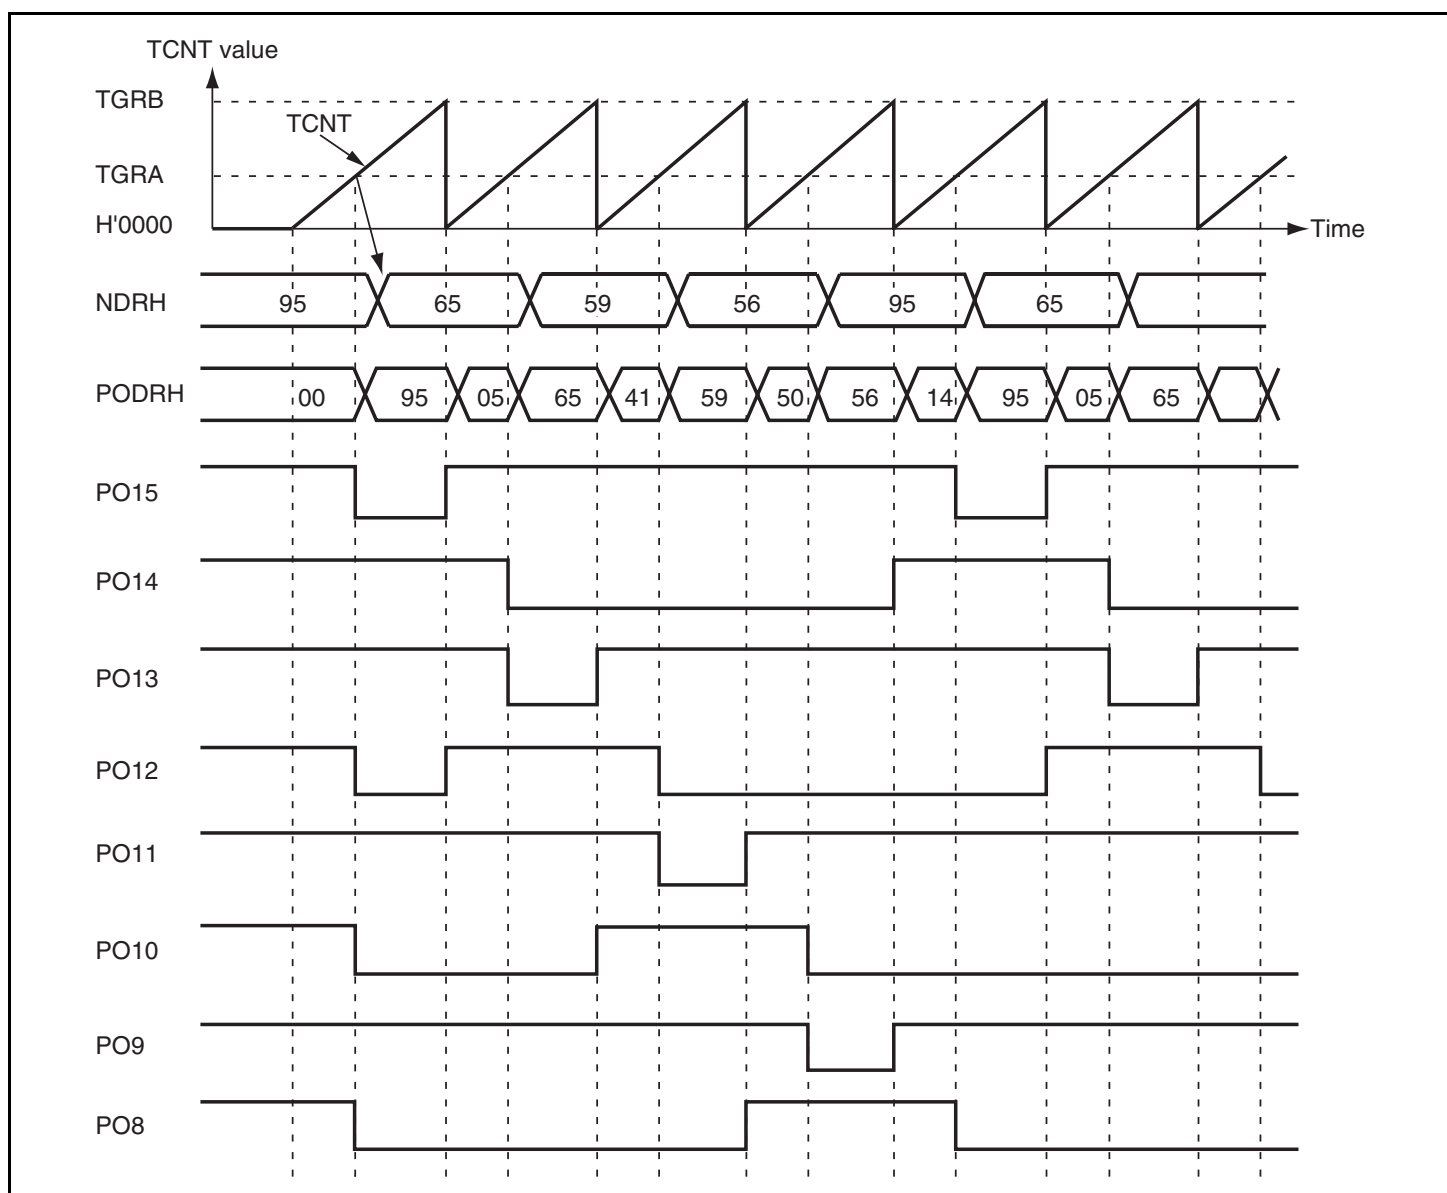 TCNT value
TGRB
TCNT
TGRA
H'0000
Time
NDRH 95 65 59 56 95 65
PODRH 00 95 05 65 41 59 50 56 14 95 05 65
PO15
PO14
PO13
PO12
PO11
PO10
PO9
PO8